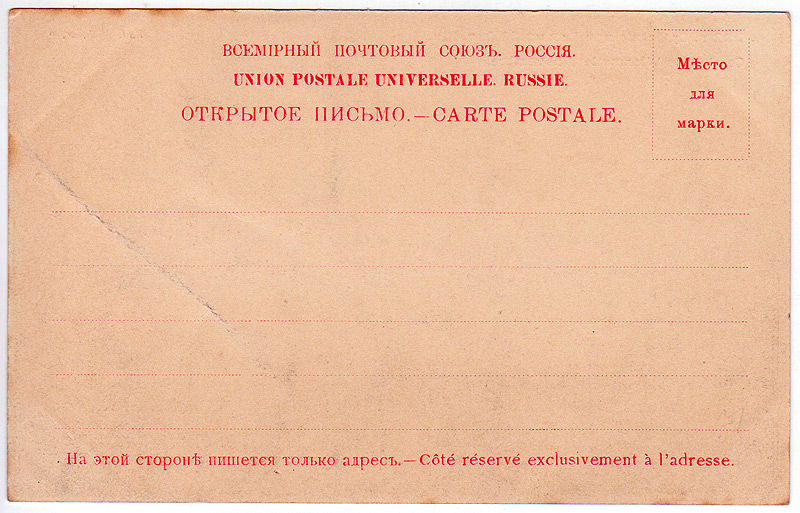 ВСЕМІРНЫЙ ПОЧТОВЫЙ СОЮЗЪ. РОССІЯ.
UNION POSTALE UNIVERSELLE. RUSSIE.
ОТКРЫТОЕ ПИСЬМО.—CARTE POSTALE.
Мѣсто
для
марки.
На этой сторонѣ пишется только адресъ.—Côté réservé exclusivement à l'adresse.